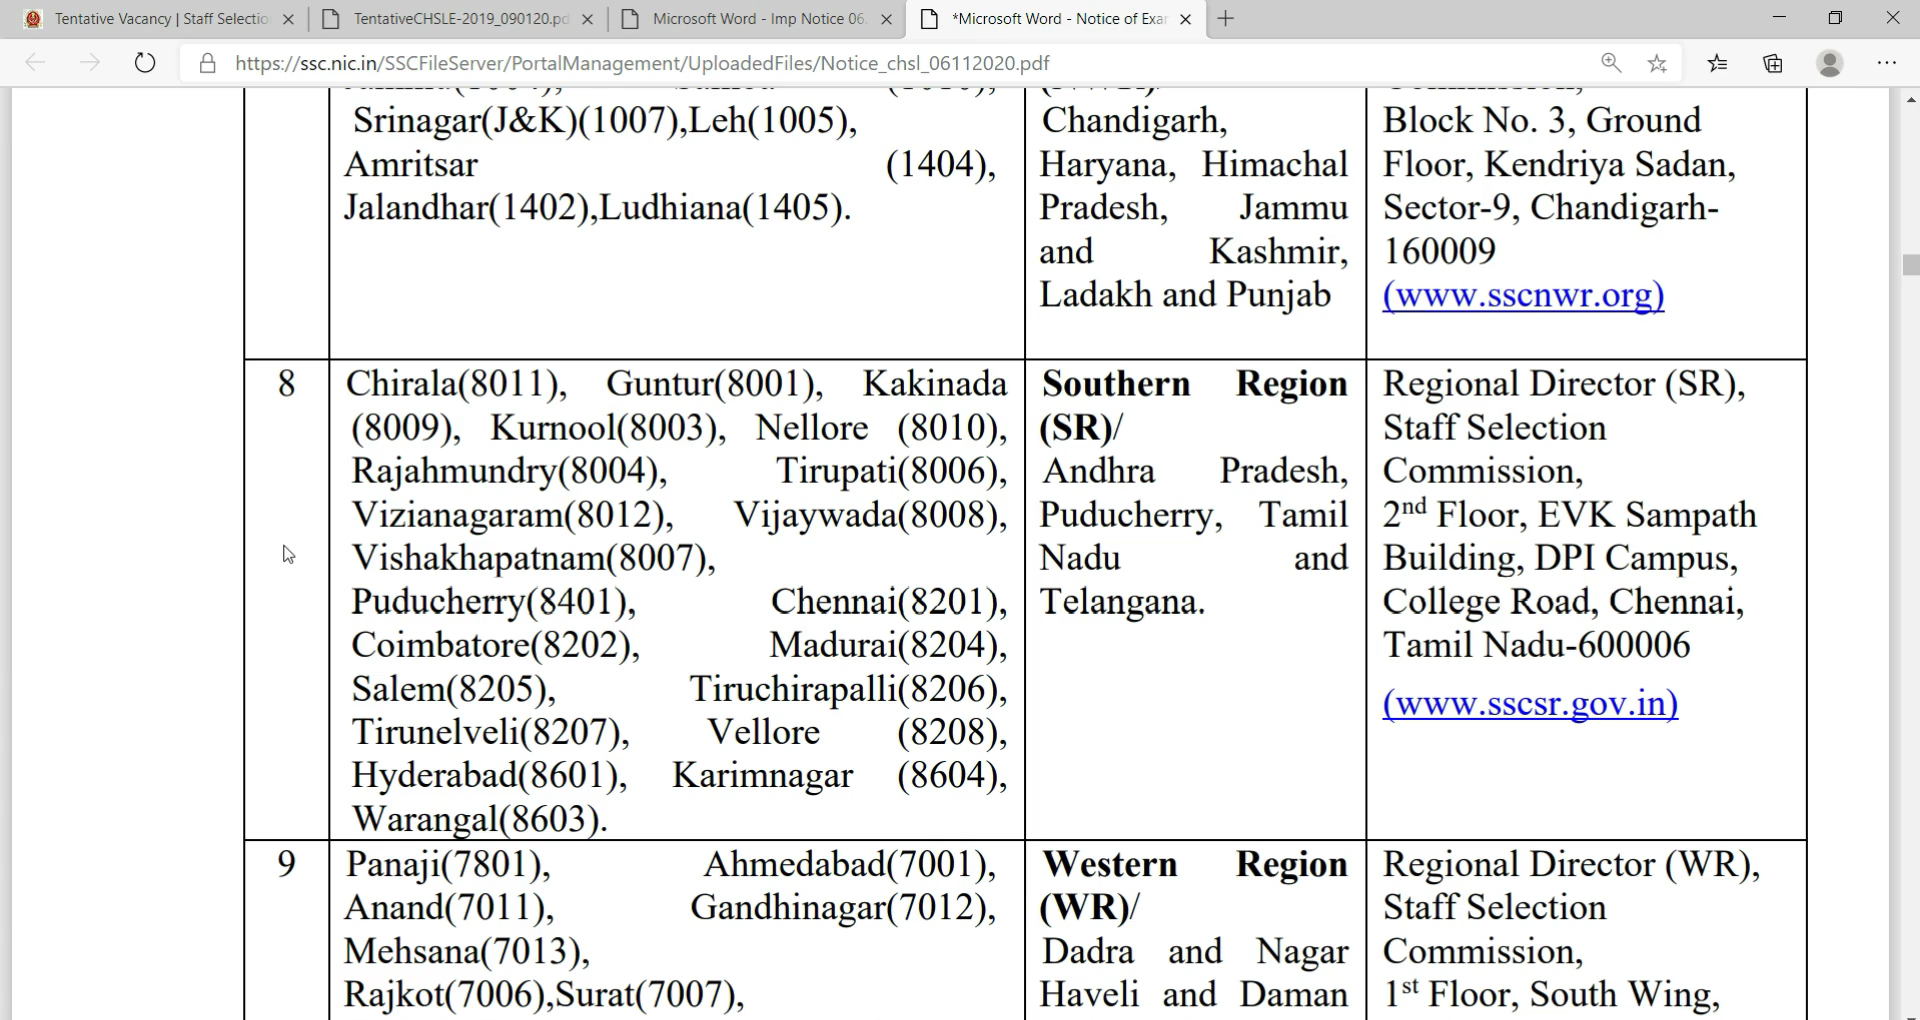 Tentative Vacancy | Staff Selectio
TentativeCHSLE-2019_090120.pd
Microsoft Word - Imp Notice 06.
*Microsoft Word - Notice of Exar
https://ssc.nic.in/SSCFileServer/PortalManagement/UploadedFiles/Notice_chsl_06112020.pdf
Srinagar(J&K)(1007),Leh(1005),
Amritsar (1404),
Jalandhar(1402),Ludhiana(1405).
Chandigarh,
Haryana, Himachal
Pradesh, Jammu
and Kashmir,
Ladakh and Punjab
Block No. 3, Ground
Floor, Kendriya Sadan,
Sector-9, Chandigarh-
160009
(www.sscnwr.org)
8
Chirala(8011), Guntur(8001), Kakinada
(8009), Kurnool(8003), Nellore (8010),
Rajahmundry(8004), Tirupati(8006),
Vizianagaram(8012), Vijaywada(8008),
Vishakhapatnam(8007),
Puducherry(8401), Chennai(8201),
Coimbatore(8202), Madurai(8204),
Salem(8205), Tiruchirapalli(8206),
Tirunelveli(8207), Vellore (8208),
Hyderabad(8601), Karimnagar (8604),
Warangal(8603).
Southern Region
(SR)/
Andhra Pradesh,
Puducherry, Tamil
Nadu and
Telangana.
Regional Director (SR),
Staff Selection
Commission,
2nd Floor, EVK Sampath
Building, DPI Campus,
College Road, Chennai,
Tamil Nadu-600006
(www.sscsr.gov.in)
9
Panaji(7801), Ahmedabad(7001),
Anand(7011), Gandhinagar(7012),
Mehsana(7013),
Rajkot(7006),Surat(7007),
Western Region
(WR)/
Dadra and Nagar
Haveli and Daman
Regional Director (WR),
Staff Selection
Commission,
1st Floor, South Wing,